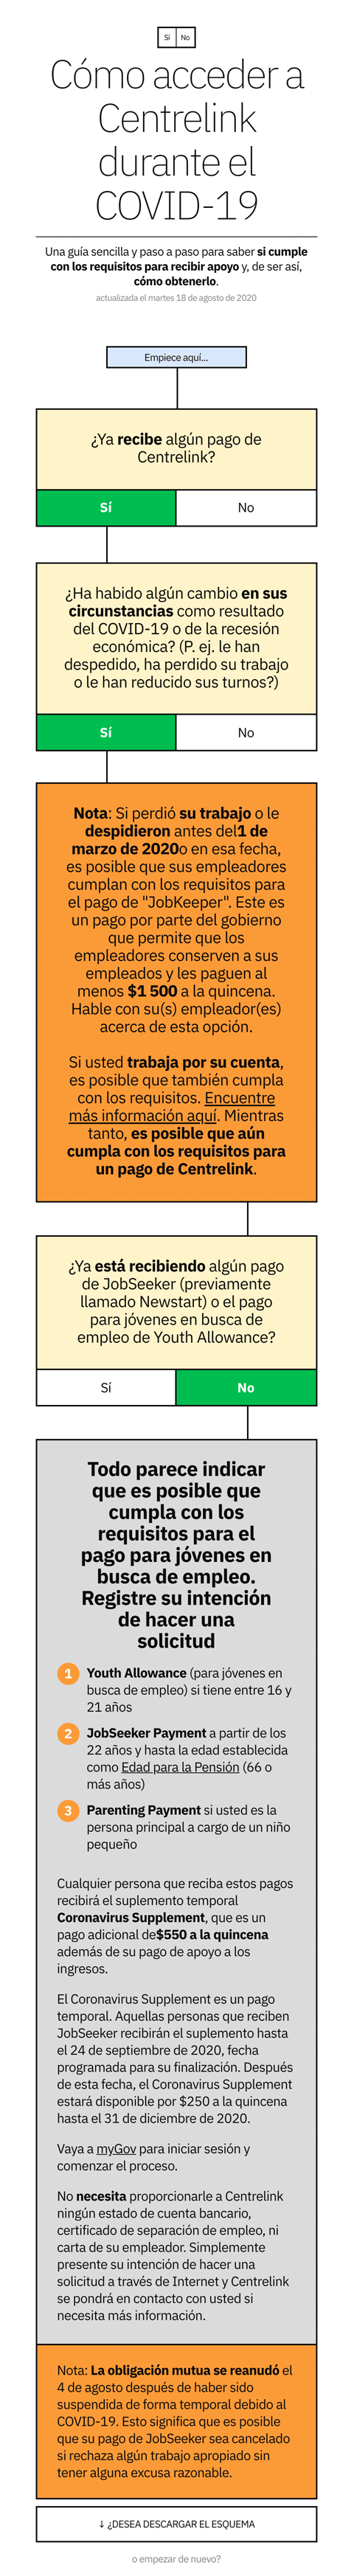 Sí No
Cómo acceder a
Centrelink
durante el
COVID-19
Una guía sencilla y paso a paso para saber si cumple
con los requisitos para recibir apoyo y, de ser así,
cómo obtenerlo.
actualizada el martes 18 de agosto de 2020
Empiece aquí...
¿Ya recibe algún pago de
Centrelink?
Sí No
¿Ha habido algún cambio en sus
circunstancias como resultado
del COVID-19 o de la recesión
económica? (P. ej. le han
despedido, ha perdido su trabajo
o le han reducido sus turnos?)
Sí No
Nota: Si perdió su trabajo o le
despidieron antes del1 de
marzo de 2020o en esa fecha,
es posible que sus empleadores
cumplan con los requisitos para
el pago de "JobKeeper". Este es
un pago por parte del gobierno
que permite que los
empleadores conserven a sus
empleados y les paguen al
menos $1 500 a la quincena.
Hable con su(s) empleador(es)
acerca de esta opción.
Si usted trabaja por su cuenta,
es posible que también cumpla
con los requisitos. Encuentre
más información aquí. Mientras
tanto, es posible que aún
cumpla con los requisitos para
un pago de Centrelink.
¿Ya está recibiendo algún pago
de JobSeeker (previamente
llamado Newstart) o el pago
para jóvenes en busca de
empleo de Youth Allowance?
Sí No
Todo parece indicar
que es posible que
cumpla con los
requisitos para el
pago para jóvenes en
busca de empleo.
Registre su intención
de hacer una
solicitud
1 Youth Allowance (para jóvenes en
busca de empleo) si tiene entre 16 y
21 años
2 JobSeeker Payment a partir de los
22 años y hasta la edad establecida
como Edad para la Pensión (66 o
más años)
3 Parenting Payment si usted es la
persona principal a cargo de un niño
pequeño
Cualquier persona que reciba estos pagos
recibirá el suplemento temporal
Coronavirus Supplement, que es un
pago adicional de$550 a la quincena
además de su pago de apoyo a los
ingresos.
El Coronavirus Supplement es un pago
temporal. Aquellas personas que reciben
JobSeeker recibirán el suplemento hasta
el 24 de septiembre de 2020, fecha
programada para su finalización. Después
de esta fecha, el Coronavirus Supplement
estará disponible por $250 a la quincena
hasta el 31 de diciembre de 2020.
Vaya a myGov para iniciar sesión y
comenzar el proceso.
No necesita proporcionarle a Centrelink
ningún estado de cuenta bancario,
certificado de separación de empleo, ni
carta de su empleador. Simplemente
presente su intención de hacer una
solicitud a través de Internet y Centrelink
se pondrá en contacto con usted si
necesita más información.
Nota: La obligación mutua se reanudó el
4 de agosto después de haber sido
suspendida de forma temporal debido al
COVID-19. Esto significa que es posible
que su pago de JobSeeker sea cancelado
si rechaza algún trabajo apropiado sin
tener alguna excusa razonable.
↓ ¿DESEA DESCARGAR EL ESQUEMA
o empezar de nuevo?